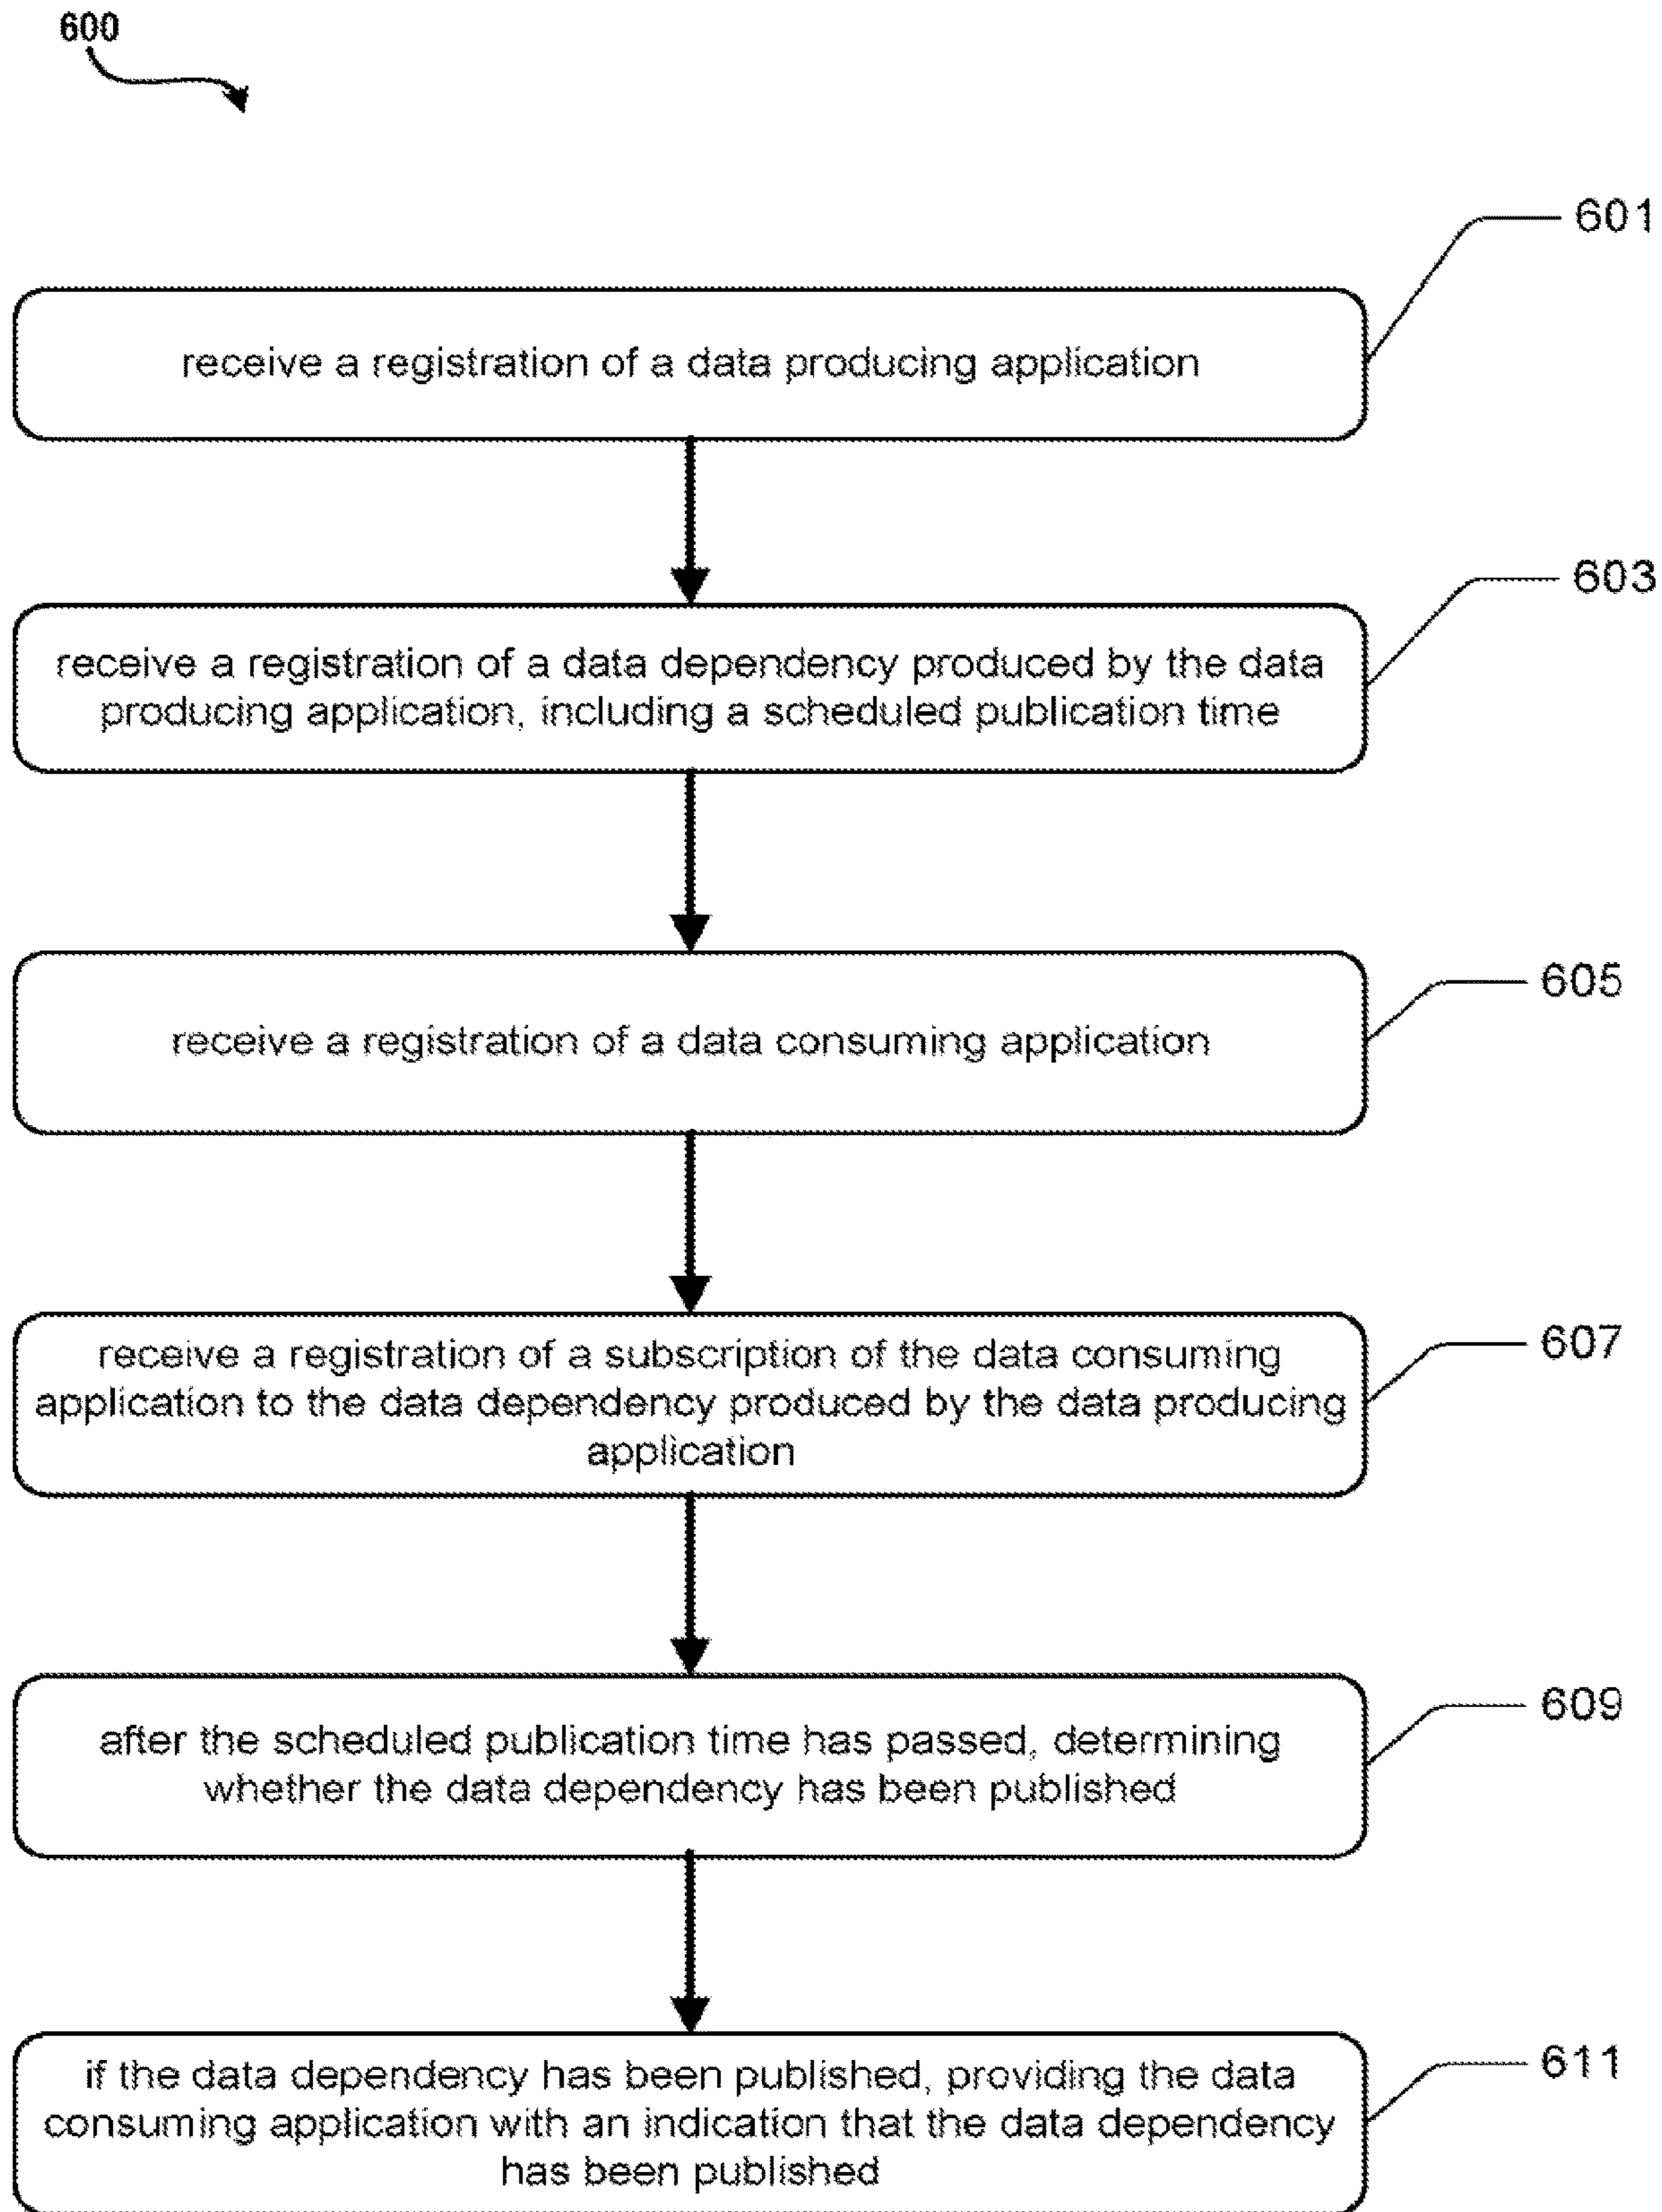 600
601
receive a registration of a data producing application
603
receive a registration of a data dependency produced by the data
producing application, including a scheduled publication time
605
receive a registration of a data consuming application
607
receive a registration of a subscription of the data consuming
application to the data dependency produced by the data producing
application
609
after the scheduled publication time has passed, determining
whether the data dependency has been published
611
if the data dependency has been published, providing the data
consuming application with an indication that the data dependency
has been published